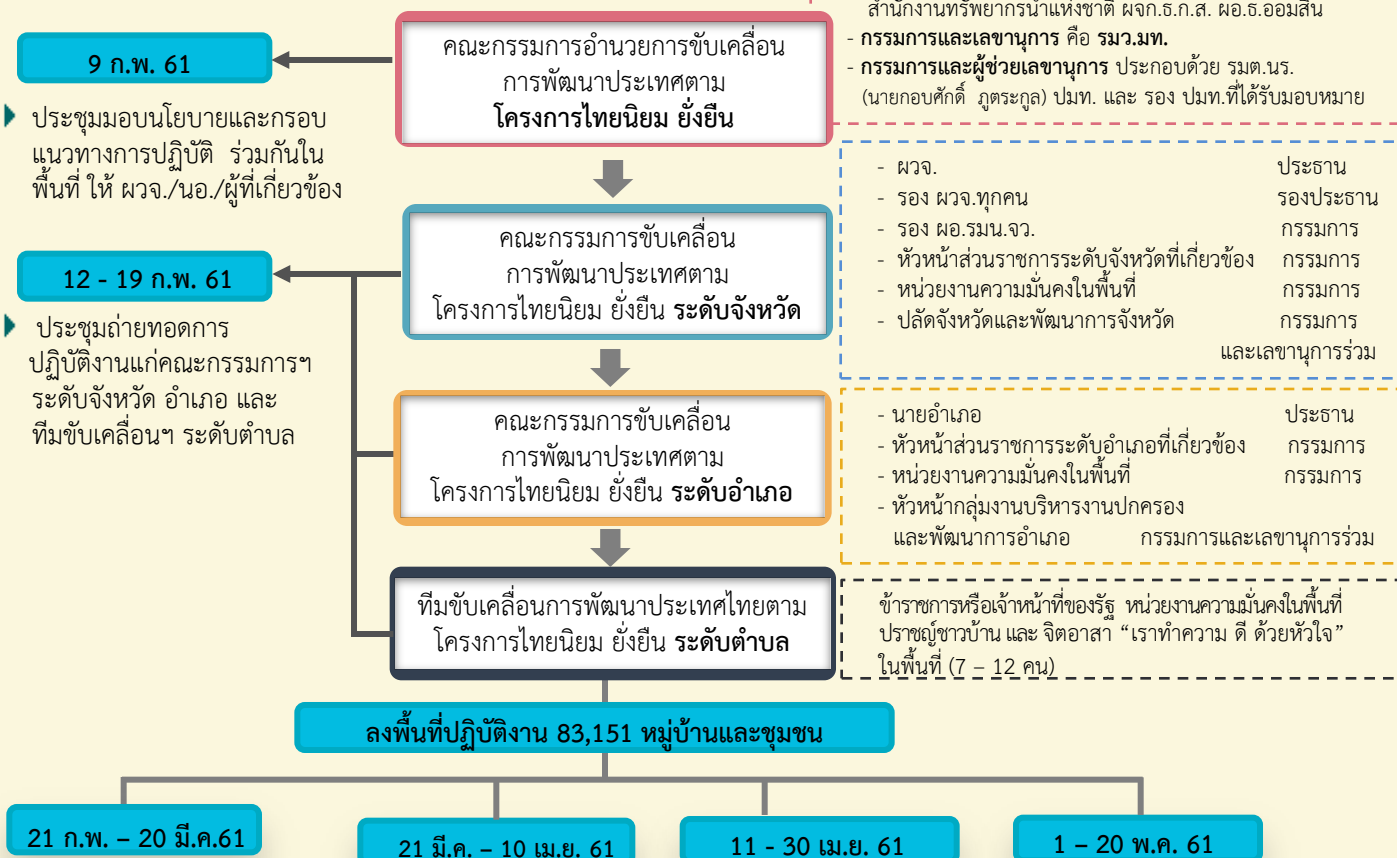 สำนักงานทรัพยากรน้ำแห่งชาติ ผจก.ธ.ก.ส. ผอ.ธ.ออมสิน
- กรรมการและเลขานุการ คือ รมว.มท.
- กรรมการและผู้ช่วยเลขานุการ ประกอบด้วย รมต.นร.
(นายกอบศักดิ์ ภูตระกูล) ปมท. และ รอง ปมท.ที่ได้รับมอบหมาย
คณะกรรมการอำนวยการขับเคลื่อน
การพัฒนาประเทศตาม
โครงการไทยนิยม ยั่งยืน
9 ก.พ. 61
ประชุมมอบนโยบายและกรอบ
แนวทางการปฏิบัติ ร่วมกันใน
พื้นที่ ให้ ผวจ./นอ./ผู้ที่เกี่ยวข้อง
คณะกรรมการขับเคลื่อน
การพัฒนาประเทศตาม
โครงการไทยนิยม ยั่งยืน ระดับจังหวัด
- ผวจ. ประธาน
- รอง ผวจ.ทุกคน รองประธาน
- รอง ผอ.รมน.จว. กรรมการ
- หัวหน้าส่วนราชการระดับจังหวัดที่เกี่ยวข้อง กรรมการ
- หน่วยงานความมั่นคงในพื้นที่ กรรมการ
- ปลัดจังหวัดและพัฒนาการจังหวัด กรรมการ
และเลขานุการร่วม
12 - 19 ก.พ. 61
ประชุมถ่ายทอดการ
ปฏิบัติงานแก่คณะกรรมการฯ
ระดับจังหวัด อำเภอ และ
ทีมขับเคลื่อนฯ ระดับตำบล
คณะกรรมการขับเคลื่อน
การพัฒนาประเทศตาม
โครงการไทยนิยม ยั่งยืน ระดับอำเภอ
- นายอำเภอ ประธาน
- หัวหน้าส่วนราชการระดับอำเภอที่เกี่ยวข้อง กรรมการ
- หน่วยงานความมั่นคงในพื้นที่ กรรมการ
- หัวหน้ากลุ่มงานบริหารงานปกครอง
และพัฒนาการอำเภอ กรรมการและเลขานุการร่วม
ทีมขับเคลื่อนการพัฒนาประเทศไทยตาม
โครงการไทยนิยม ยั่งยืน ระดับตำบล
ข้าราชการหรือเจ้าหน้าที่ของรัฐ หน่วยงานความมั่นคงในพื้นที่
ปราชญ์ชาวบ้าน และ จิตอาสา “เราทำความ ดี ด้วยหัวใจ”
ในพื้นที่ (7 – 12 คน)
ลงพื้นที่ปฏิบัติงาน 83,151 หมู่บ้านและชุมชน
21 ก.พ. – 20 มี.ค.61
21 มี.ค. – 10 เม.ย. 61
11 - 30 เม.ย. 61
1 – 20 พ.ค. 61